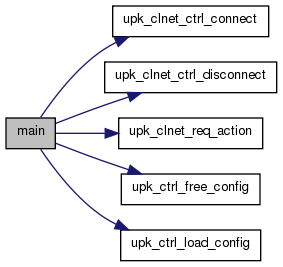 upk_clnet_ctrl_connect
upk_clnet_ctrl_disconnect
main
upk_clnet_req_action
upk_ctrl_free_config
upk_ctrl_load_config